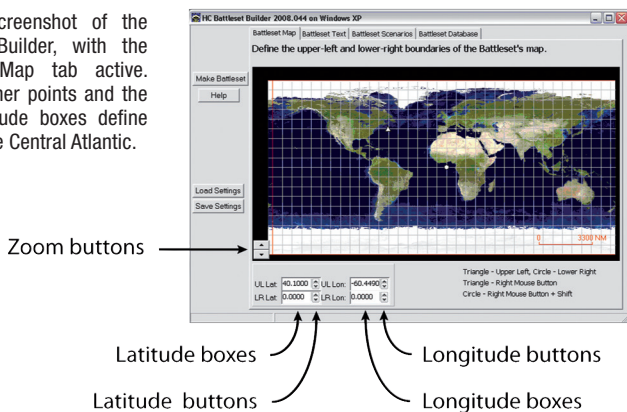 creenshot of the
Builder, with the
Map tab active.
ner points and the
ude boxes define
e Central Atlantic.
HC Battleset Builder 2008.044 on Windows XP
Battleset Map Battleset Text Battleset Scenarios Battleset Database
Define the upper-left and lower-right boundaries of the Battleset's map.
Make Battleset
Help
Load Settings
Save Settings
0 3300 NM
Zoom buttons
UL Lat 40.1000 UL Lon: -60.4490
LR Lat 0.0000 LR Lon: 0.0000
Triangle - Upper Left, Circle - Lower Right
Triangle - Right Mouse Button
Circle - Right Mouse Button + Shift
Latitude boxes
Longitude buttons
Latitude buttons
Longitude boxes